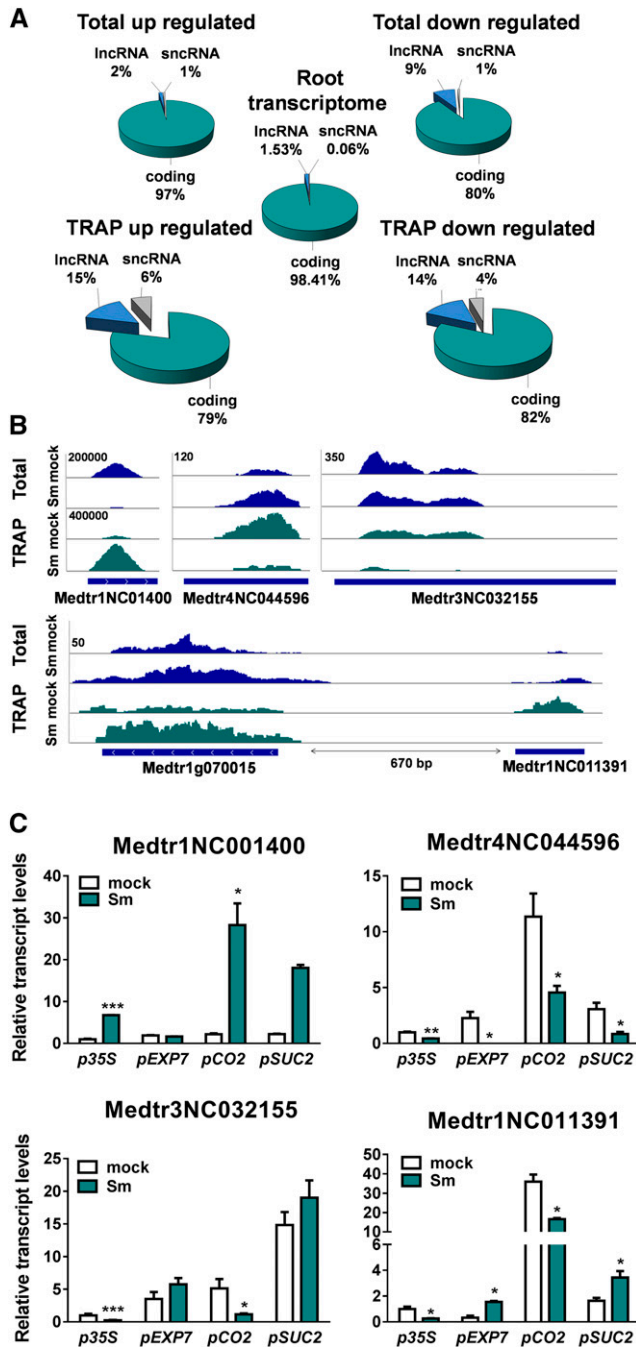 A
Total up regulated
lncRNA 2%
sncRNA 1%
coding 97%
Total down regulated
lncRNA 9%
sncRNA 1%
coding 80%
Root transcriptome
lncRNA 1.53%
sncRNA 0.06%
coding 98.41%
TRAP up regulated
lncRNA 15%
sncRNA 6%
coding 79%
TRAP down regulated
lncRNA 14%
sncRNA 4%
coding 82%
B
Total
TRAP
Sm mock
Sm mock
200000
400000
120
350
Medtr1NC01400
Medtr4NC044596
Medtr3NC032155
Total
TRAP
Sm mock
Sm mock
50
Medtr1g070015
670 bp
Medtr1NC011391
C
Medtr1NC001400
Relative transcript levels
40
30
20
10
0
mock
Sm
***
*
p35S pEXP7 pCO2 pSUC2
Medtr4NC044596
15
10
5
0
mock
Sm
**
*
*
*
p35S pEXP7 pCO2 pSUC2
Medtr3NC032155
Relative transcript levels
25
20
15
10
5
0
mock
Sm
***
*
p35S pEXP7 pCO2 pSUC2
Medtr1NC011391
50
40
30
20
10
6
4
2
0
mock
Sm
*
*
*
*
p35S pEXP7 pCO2 pSUC2